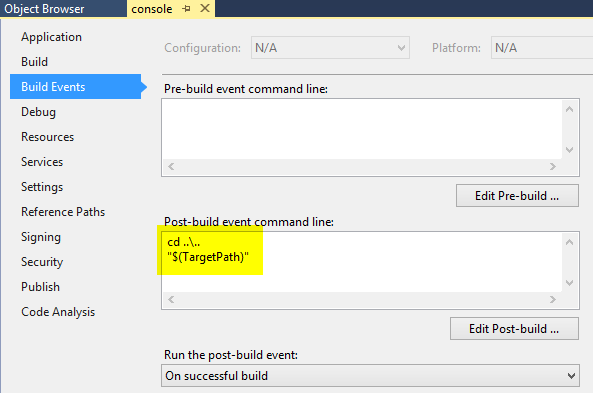 Object Browser
console
Application
Build
Build Events
Debug
Resources
Services
Settings
Reference Paths
Signing
Security
Publish
Code Analysis
Configuration: N/A Platform: N/A
Pre-build event command line:
Edit Pre-build ...
Post-build event command line:
cd ..\..
"$(TargetPath)"
Edit Post-build ...
Run the post-build event:
On successful build